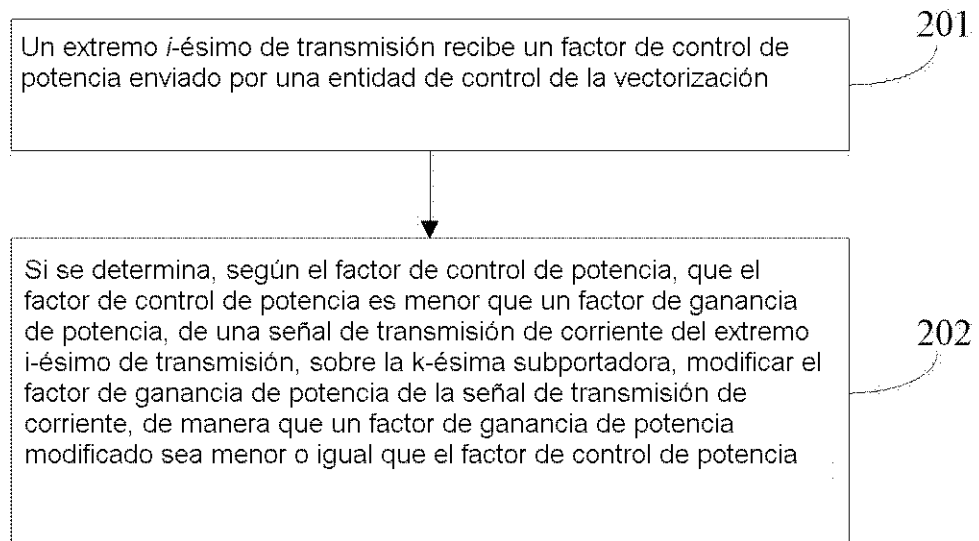 Un extremo i-ésimo de transmisión recibe un factor de control de
potencia enviado por una entidad de control de la vectorización
201
Si se determina, según el factor de control de potencia, que el
factor de control de potencia es menor que un factor de ganancia
de potencia, de una señal de transmisión de corriente del extremo
i-ésimo de transmisión, sobre la k-ésima subportadora, modificar el
factor de ganancia de potencia de la señal de transmisión de
corriente, de manera que un factor de ganancia de potencia
modificado sea menor o igual que el factor de control de potencia
202